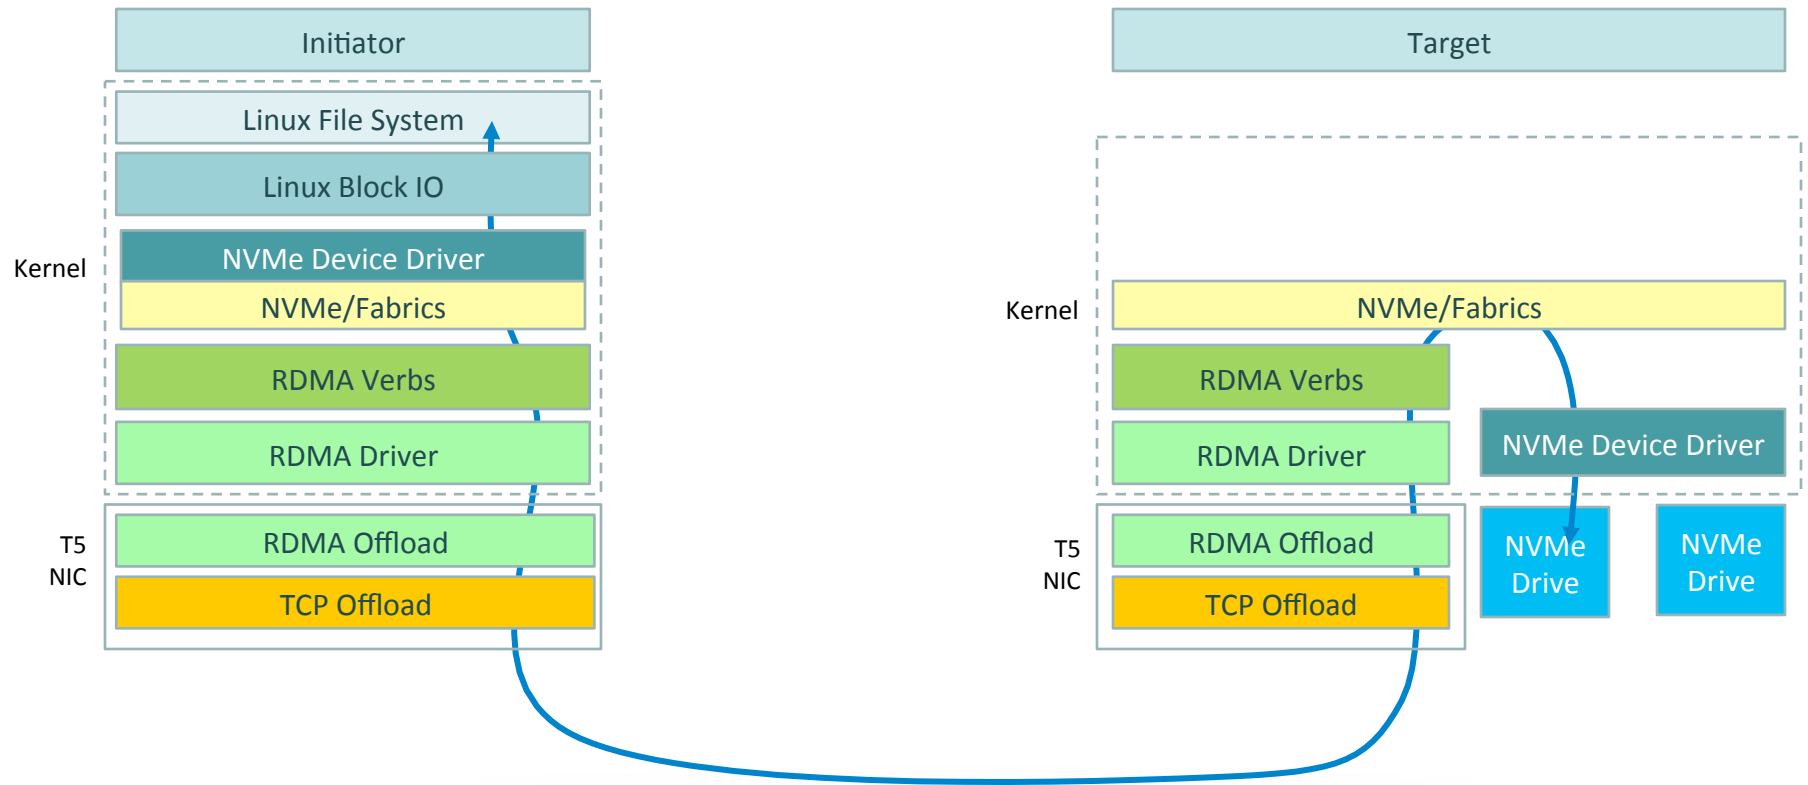 Initiator
Linux File System
Linux Block IO
NVMe Device Driver
Kernel
NVMe/Fabrics
RDMA Verbs
RDMA Driver
T5
NIC
RDMA Offload
TCP Offload
Target
Kernel
NVMe/Fabrics
RDMA Verbs
RDMA Driver
NVMe Device Driver
T5
NIC
RDMA Offload
TCP Offload
NVMe
Drive
NVMe
Drive